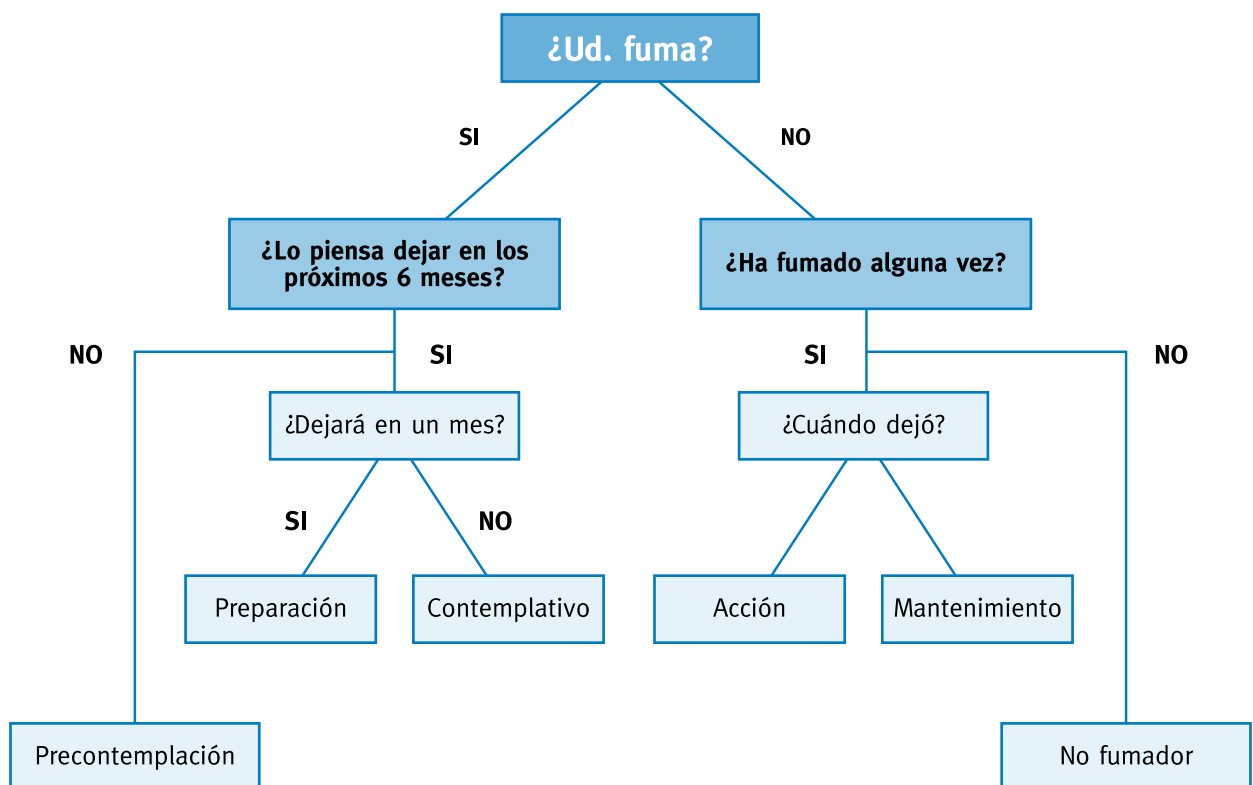 ¿Ud. fuma?
SI
NO
¿Lo piensa dejar en los
próximos 6 meses?
¿Ha fumado alguna vez?
NO
SI
SI
NO
¿Dejará en un mes?
¿Cuándo dejó?
SI
NO
Preparación
Contemplativo
Acción
Mantenimiento
Precontemplación
No fumador